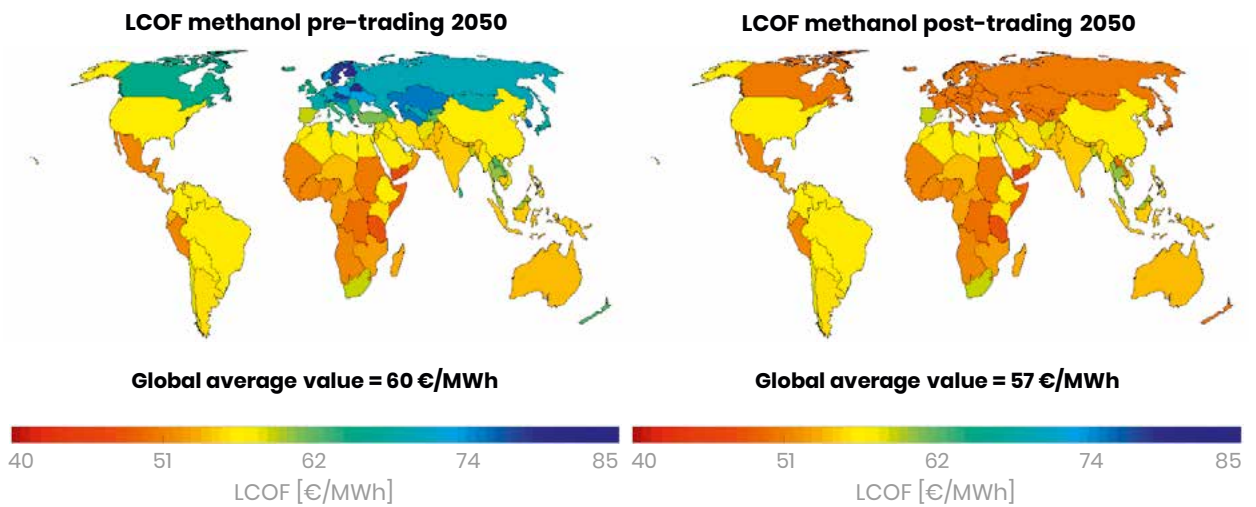 LCOF methanol pre-trading 2050
LCOF methanol post-trading 2050
Global average value = 60 €/MWh
Global average value = 57 €/MWh
40 51 62 74 85
LCOF [€/MWh]
40 51 62 74 85
LCOF [€/MWh]